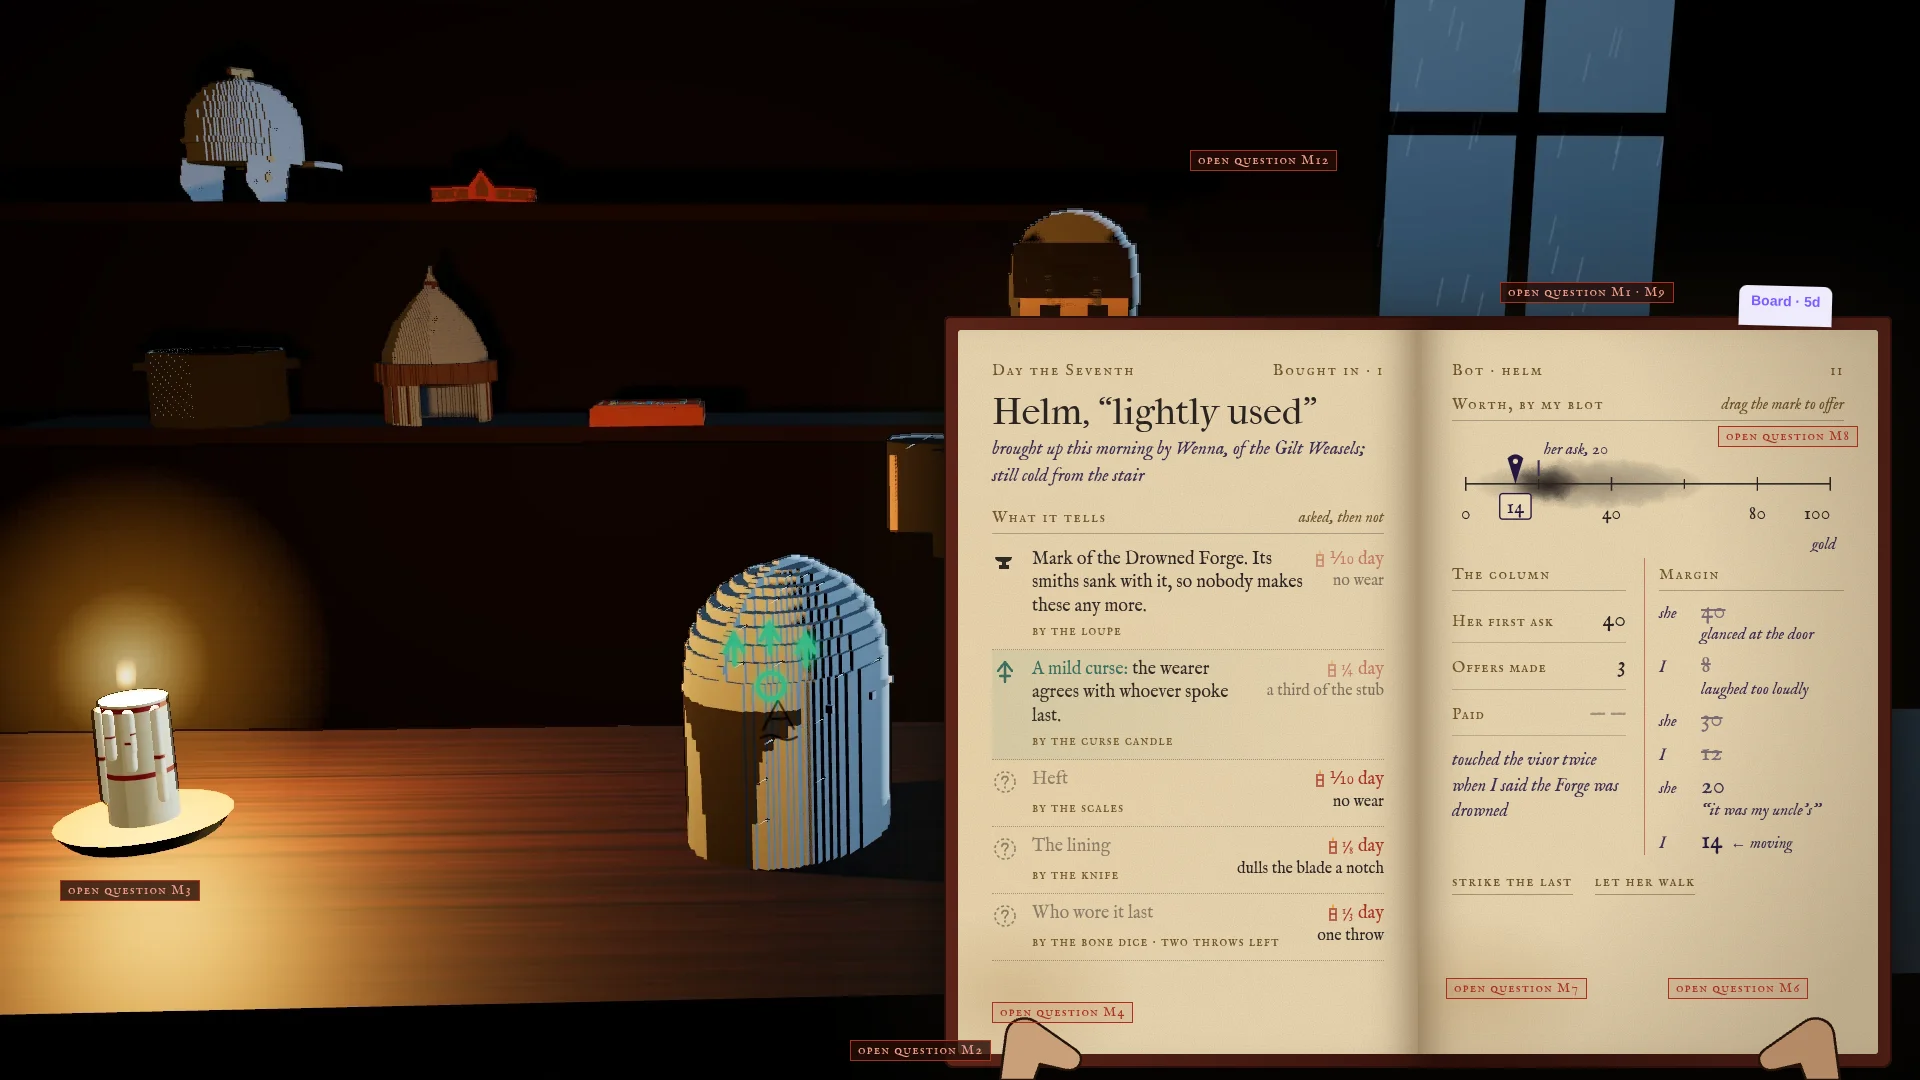 OPEN QUESTION M12
OPEN QUESTION M1 · M9
Board · 5d
DAY THE SEVENTH
BOUGHT IN · 1
Helm, “lightly used”
brought up this morning by Wenna, of the Gilt Weasels;
still cold from the stair
WHAT IT TELLS
asked, then not
Mark of the Drowned Forge. Its
smiths sank with it, so nobody makes
these any more.
BY THE LOUPE
1/10 day
no wear
A mild curse: the wearer
agrees with whoever spoke
last.
BY THE CURSE CANDLE
1/4 day
a third of the stub
Heft
BY THE SCALES
1/10 day
no wear
The lining
BY THE KNIFE
1/8 day
dulls the blade a notch
Who wore it last
BY THE BONE DICE · TWO THROWS LEFT
1/3 day
one throw
OPEN QUESTION M4
OPEN QUESTION M2
OPEN QUESTION M3
BOT · HELM
11
WORTH, BY MY BLOT
drag the mark to offer
OPEN QUESTION M8
her ask, 20
14
0
40
80
100
gold
THE COLUMN
HER FIRST ASK
40
OFFERS MADE
3
PAID
— —
touched the visor twice
when I said the Forge was
drowned
MARGIN
she 40
glanced at the door
I 8
laughed too loudly
she 30
I 12
she 20
“it was my uncle’s”
I 14 ← moving
STRIKE THE LAST
LET HER WALK
OPEN QUESTION M7
OPEN QUESTION M6